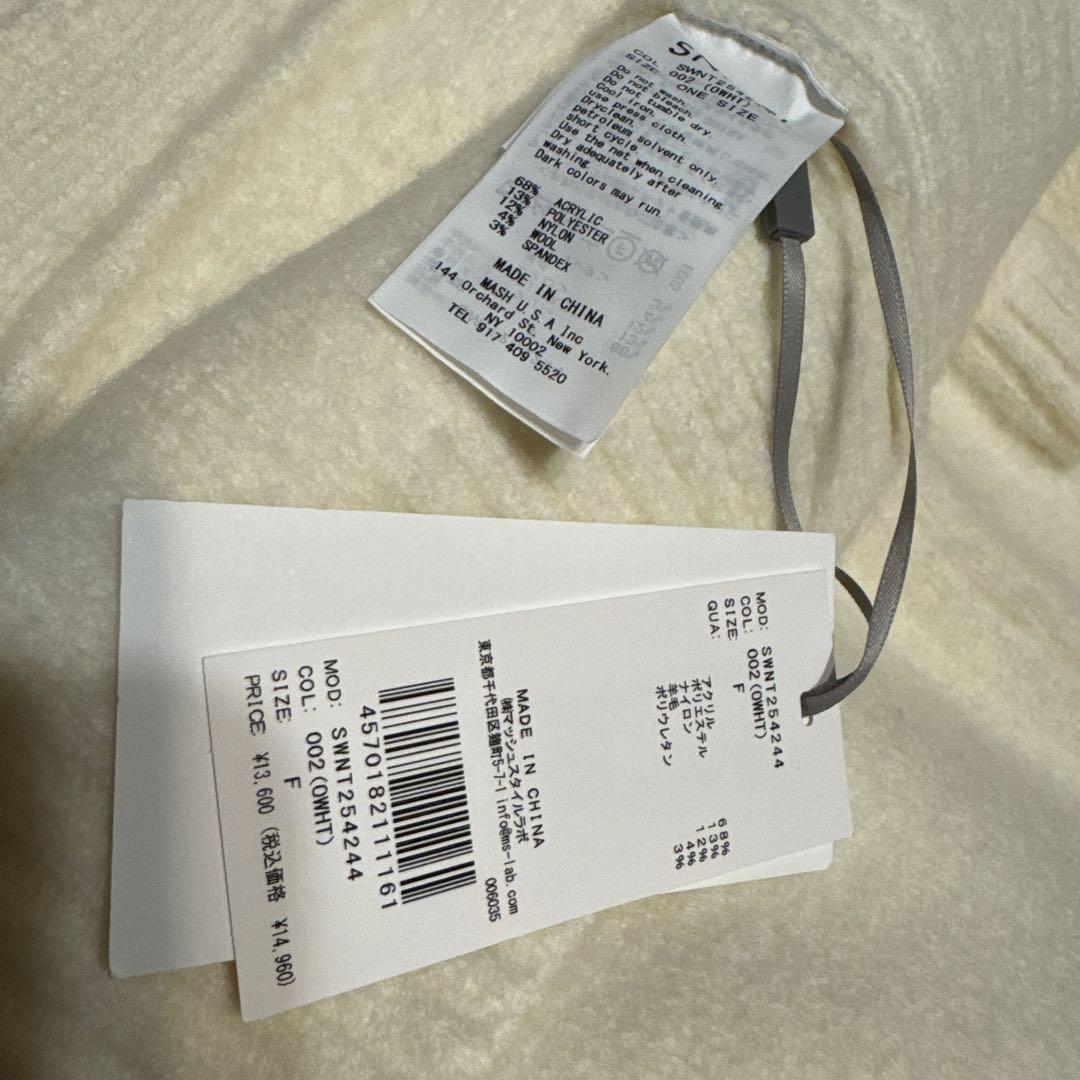 COL SWNT254
SIZE 002 (OWHT)
ONE SIZE
Do not wash.
Do not bleach.
Do not tumble dry.
Cool iron.
use press cloth.
Dryclean.
petroleum solvent only.
short cycle.
Use the net when cleaning.
Dry adequately after
washing.
Dark colors may run.
68% ACRYLIC
13% POLYESTER
12% NYLON
4% WOOL
3% SPANDEX
MADE IN CHINA
MASH U.S.A Inc
144 Orchard St. New York.
NY 10002
TEL 917 409 5520
MOD: SWNT254244
COL: 002(OWHT)
SIZE: F
QUA:
アクリル 68%
ポリエステル 13%
ナイロン 12%
羊毛 4%
ポリウレタン 3%
MADE IN CHINA
㈱マッシュスタイルラボ
東京都千代田区麹町5-7-1 info@ms-lab.com
006035
4570182111161
MOD: SWNT254244
COL: 002(OWHT)
SIZE: F
PRICE: ¥13,600 (税込価格 ¥14,960)